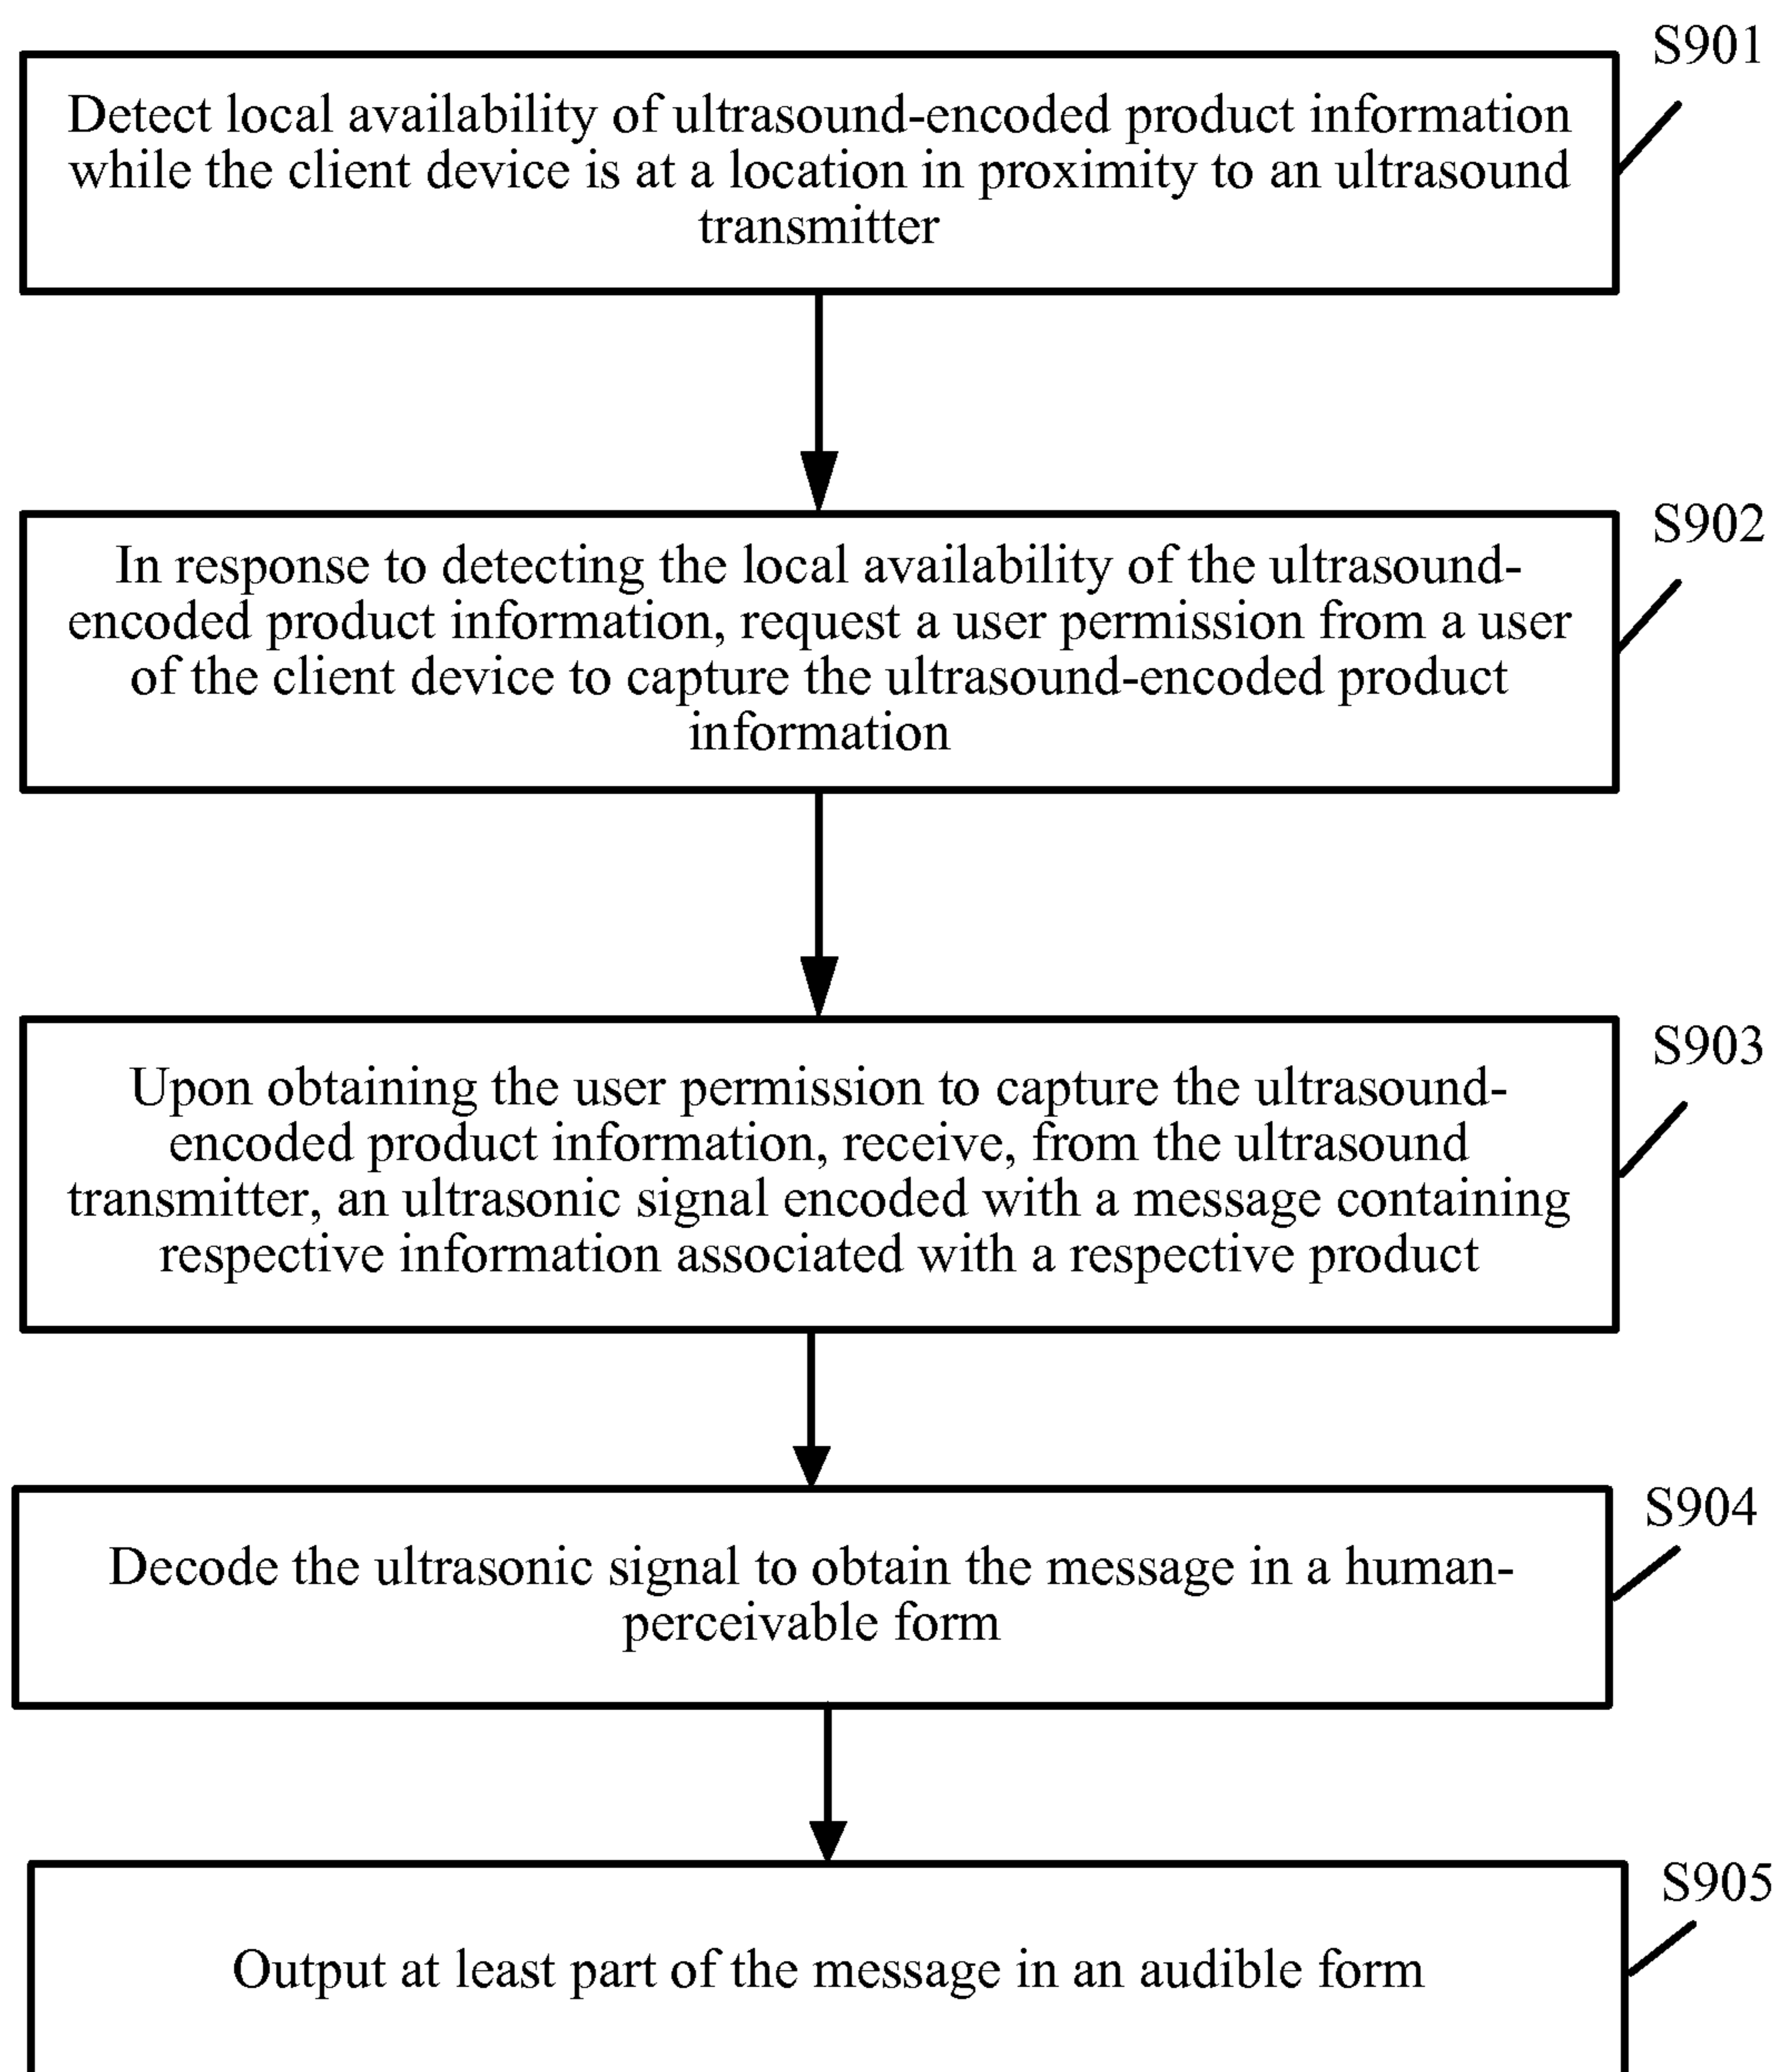 S901
Detect local availability of ultrasound-encoded product information
while the client device is at a location in proximity to an ultrasound
transmitter
S902
In response to detecting the local availability of the ultrasound-
encoded product information, request a user permission from a user
of the client device to capture the ultrasound-encoded product
information
S903
Upon obtaining the user permission to capture the ultrasound-
encoded product information, receive, from the ultrasound
transmitter, an ultrasonic signal encoded with a message containing
respective information associated with a respective product
S904
Decode the ultrasonic signal to obtain the message in a human-
perceivable form
S905
Output at least part of the message in an audible form